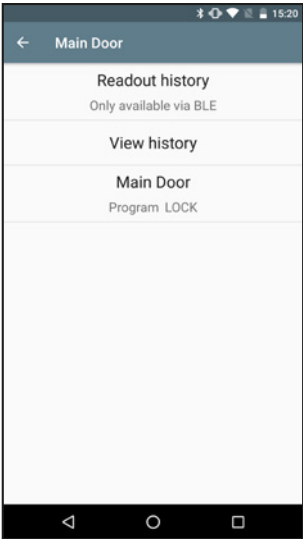 15:20
Main Door
Readout history
Only available via BLE
View history
Main Door
Program LOCK